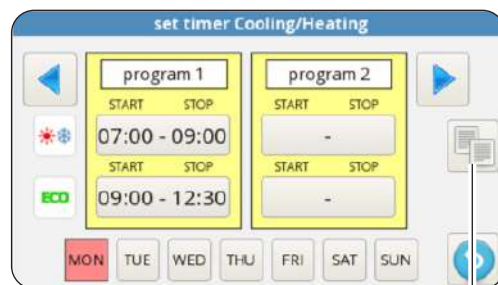 set timer Cooling/Heating
program 1 program 2
START STOP START STOP
07:00 - 09:00 -
START STOP START STOP
ECO 09:00 - 12:30 -
MON TUE WED THU FRI SAT SUN